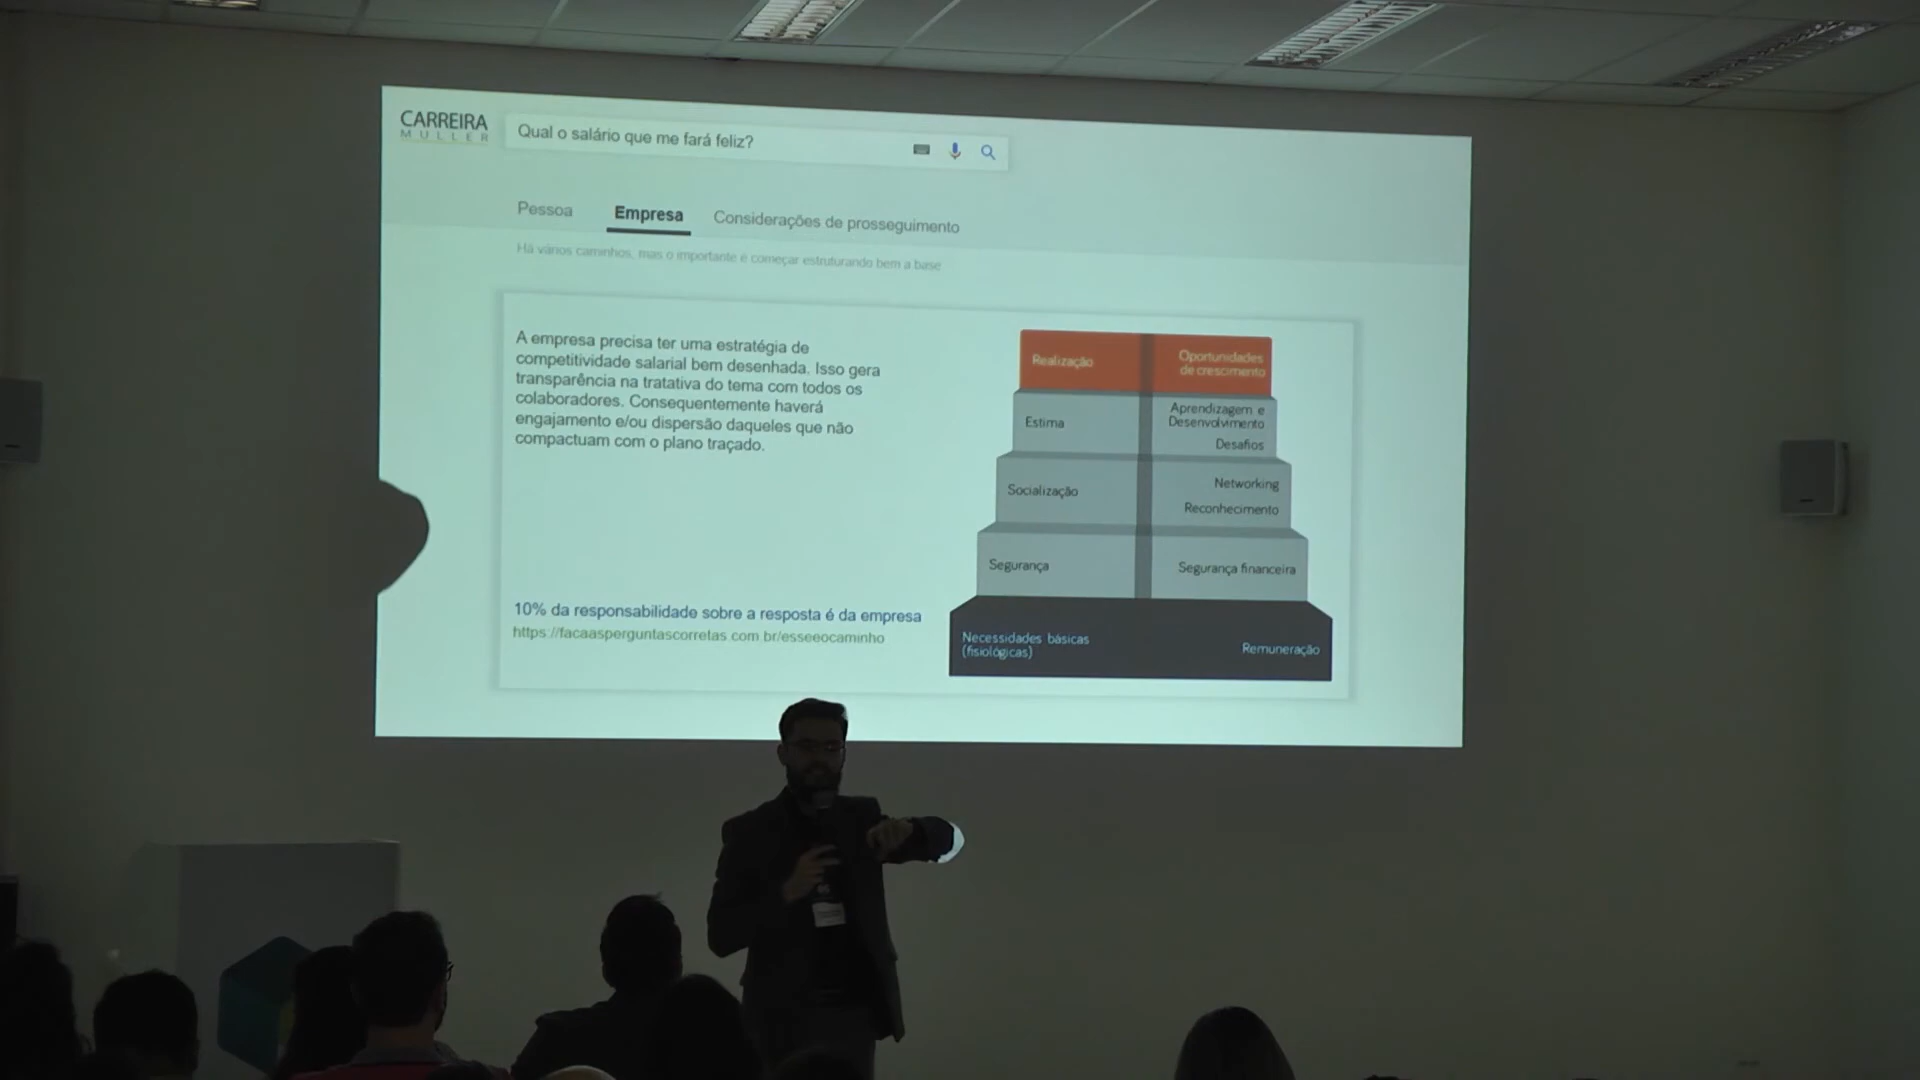 CARREIRA
MULLER
Qual o salário que me fará feliz?
Pessoa
Empresa
Considerações de prosseguimento
Há vários caminhos, mas o importante é começar estruturando bem a base
A empresa precisa ter uma estratégia de
competitividade salarial bem desenhada. Isso gera
transparência na tratativa do tema com todos os
colaboradores. Consequentemente haverá
engajamento e/ou dispersão daqueles que não
compactuam com o plano traçado.
10% da responsabilidade sobre a resposta é da empresa
https://facaasperguntascorretas.com.br/esseeocaminho
Realização
Oportunidades
de crescimento
Estima
Aprendizagem e
Desenvolvimento
Desafios
Socialização
Networking
Reconhecimento
Segurança
Segurança financeira
Necessidades básicas
(fisiológicas)
Remuneração